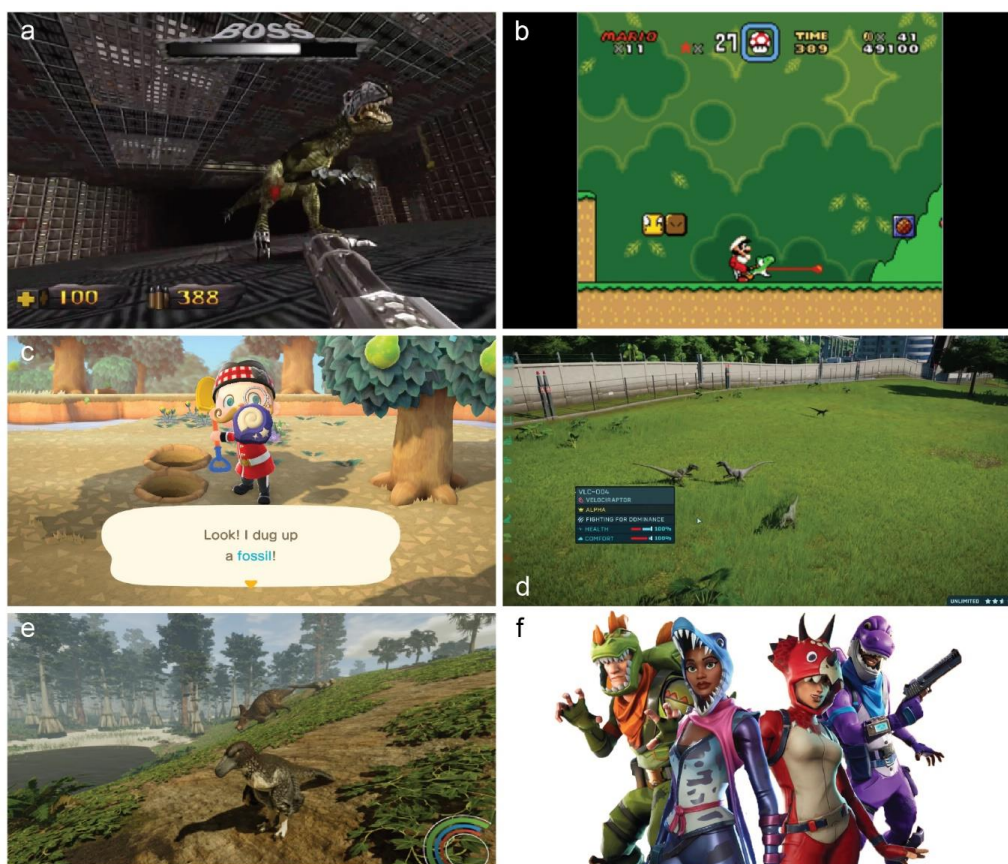 a
BOSS
100
388
b
MARIO
x11
x 27
TIME
389
x 41
49100
c
Look! I dug up
a fossil!
VLC-004
VELOCIRAPTOR
ALPHA
FIGHTING FOR DOMINANCE
HEALTH 100%
COMFORT 100%
d
UNLIMITED
e
f